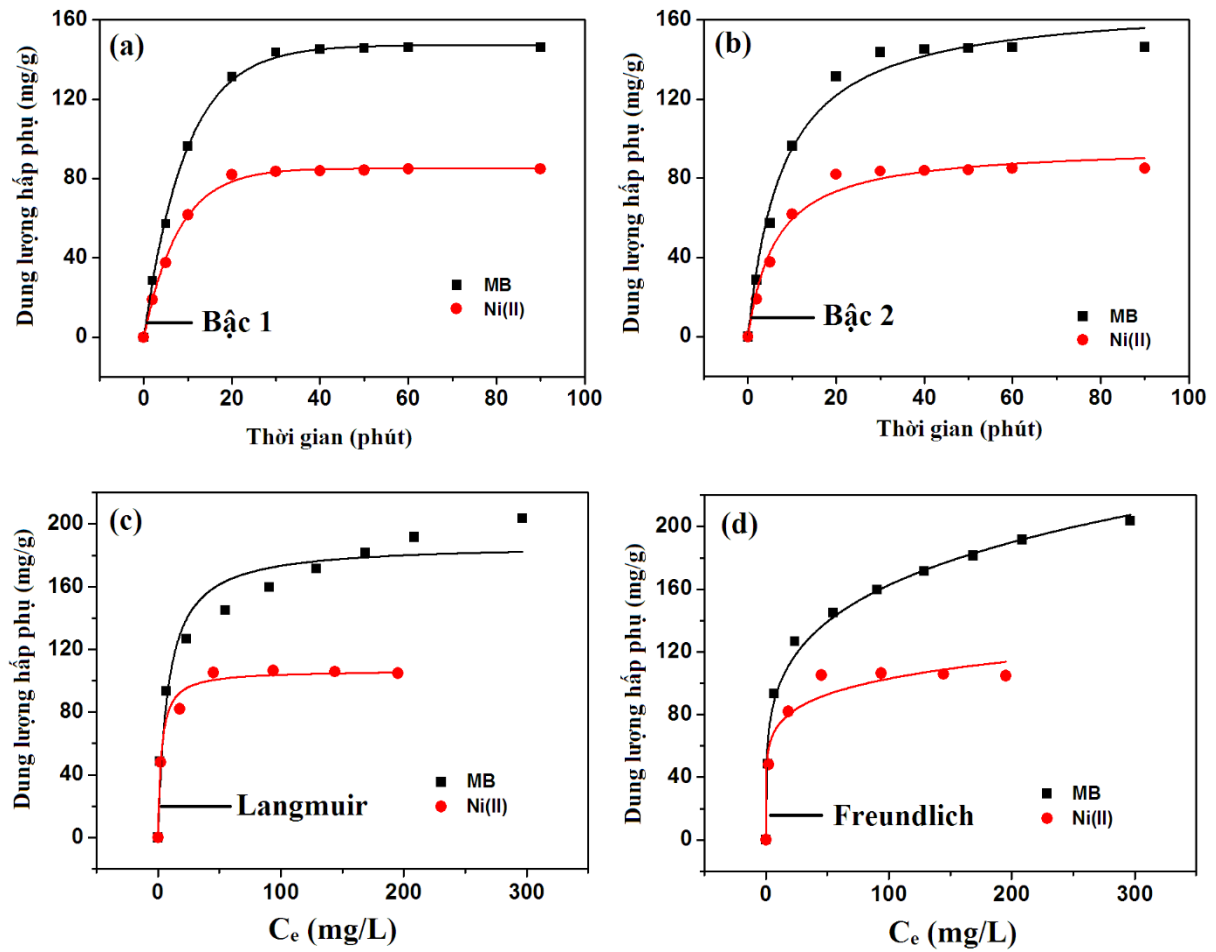 (a)
Dung lượng hấp phụ (mg/g)
160
120
80
40
0
MB
Ni(II)
Bậc 1
0 20 40 60 80 100
Thời gian (phút)
(b)
Dung lượng hấp phụ (mg/g)
160
120
80
40
0
MB
Ni(II)
Bậc 2
0 20 40 60 80 100
Thời gian (phút)
(c)
Dung lượng hấp phụ (mg/g)
200
160
120
80
40
0
MB
Ni(II)
Langmuir
0 100 200 300
Cₑ (mg/L)
(d)
Dung lượng hấp phụ (mg/g)
200
160
120
80
40
0
MB
Ni(II)
Freundlich
0 100 200 300
Cₑ (mg/L)